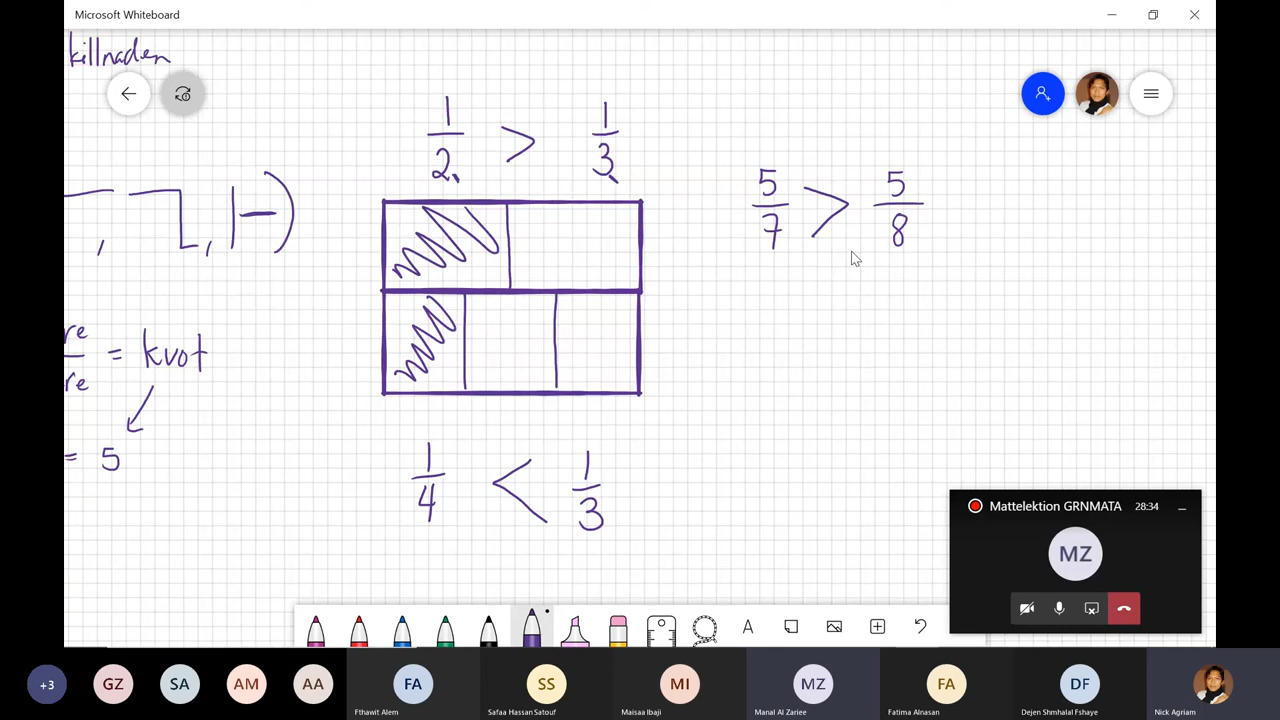 Microsoft Whiteboard
killnaden
1/2 > 1/3
5/7 > 5/8
re/re = kvot
= 5
1/4 < 1/3
Mattelektion GRNMATA 28:34
MZ
A
+3 GZ SA AM AA FA SS MI MZ FA DF
Fthawit Alem Safaa Hassan Satouf Maisaa Ibaji Manal Al Zariee Fatima Alnasan Dejen Shmhalal Fshaye Nick Agriam